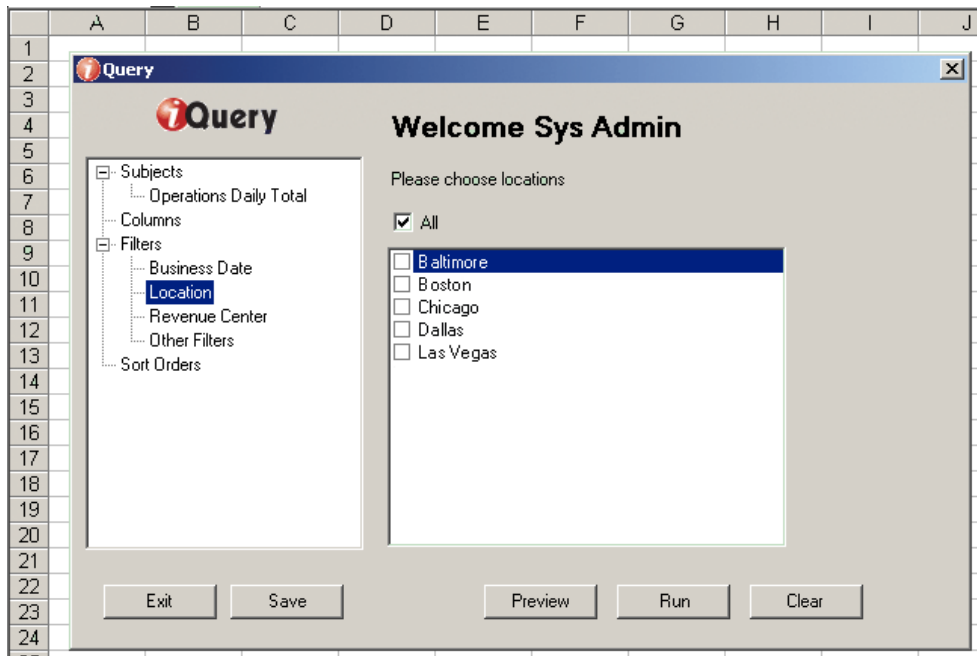 A B C D E F G H I J
1
2
3
4
5
6
7
8
9
10
11
12
13
14
15
16
17
18
19
20
21
22
23
24
iQuery
iQuery
Welcome Sys Admin
Subjects
Operations Daily Total
Columns
Filters
Business Date
Location
Revenue Center
Other Filters
Sort Orders
Please choose locations
All
Baltimore
Boston
Chicago
Dallas
Las Vegas
Exit Save Preview Run Clear